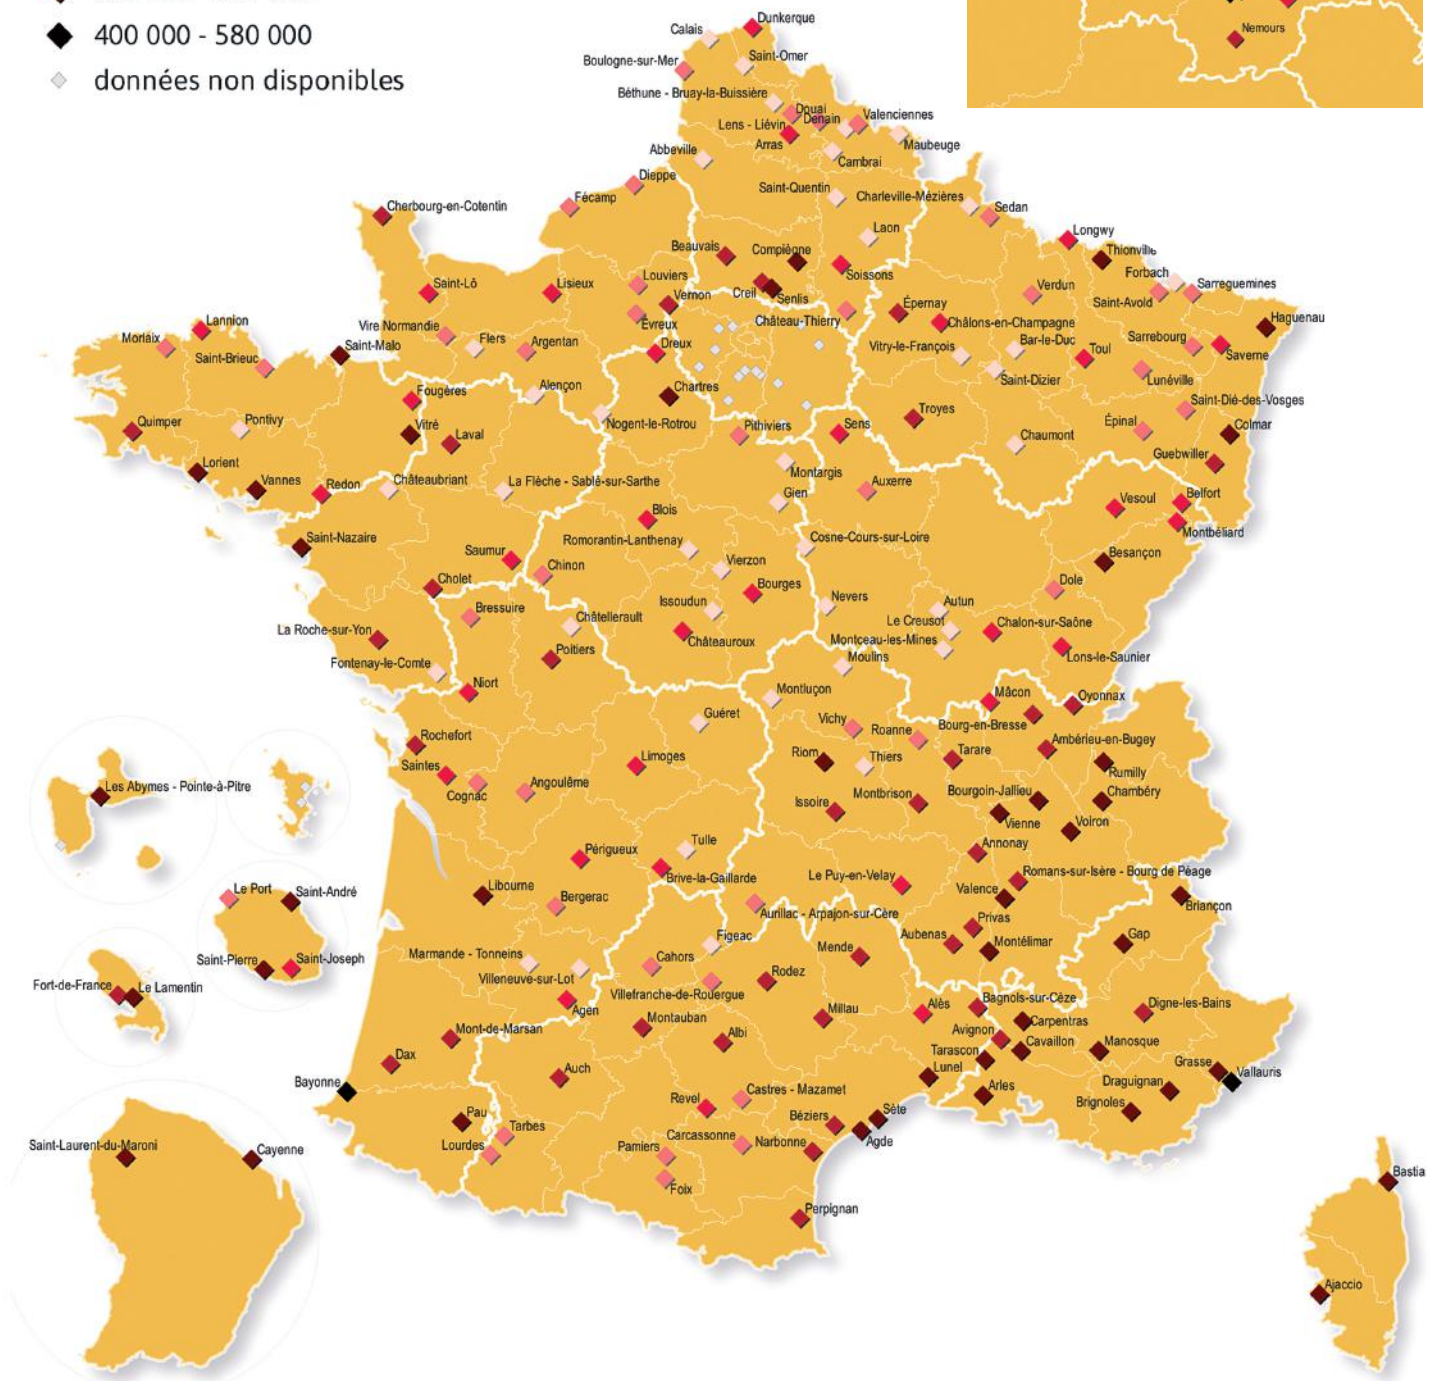 400 000 - 580 000
données non disponibles
Nemours
Dunkerque
Calais
Saint-Omer
Boulogne-sur-Mer
Béthune - Bruay-la-Buissière
Douai
Valenciennes
Lens - Liévin
Denain
Arras
Maubeuge
Abbeville
Cambrai
Dieppe
Saint-Quentin
Charleville-Mézières
Fécamp
Sedan
Cherbourg-en-Cotentin
Laon
Longwy
Beauvais
Compiègne
Thionville
Soissons
Forbach
Saint-Lô
Lisieux
Louviers
Creil
Senlis
Verdun
Sarreguemines
Vernon
Saint-Avold
Épernay
Lannion
Évreux
Château-Thierry
Châlons-en-Champagne
Haguenau
Morlaix
Vire Normandie
Flers
Argentan
Dreux
Vitry-le-François
Bar-le-Duc
Sarrebourg
Saint-Malo
Saint-Brieuc
Toul
Saverne
Saint-Dizier
Lunéville
Fougères
Alençon
Chartres
Saint-Dié-des-Vosges
Quimper
Pontivy
Vitré
Laval
Nogent-le-Rotrou
Pithiviers
Sens
Troyes
Épinal
Colmar
Chaumont
Guebwiller
Lorient
Vannes
Redon
Châteaubriant
La Flèche - Sablé-sur-Sarthe
Montargis
Auxerre
Gien
Vesoul
Belfort
Blois
Montbéliard
Saint-Nazaire
Romorantin-Lanthenay
Cosne-Cours-sur-Loire
Saumur
Chinon
Vierzon
Besançon
Cholet
Bourges
Dole
Bressuire
Issoudun
Nevers
Autun
Châtellerault
Le Creusot
Chalon-sur-Saône
La Roche-sur-Yon
Châteauroux
Montceau-les-Mines
Poitiers
Moulins
Lons-le-Saunier
Fontenay-le-Comte
Niort
Montluçon
Mâcon
Oyonnax
Guéret
Vichy
Roanne
Bourg-en-Bresse
Rochefort
Ambérieu-en-Bugey
Limoges
Riom
Thiers
Tarare
Saintes
Rumilly
Les Abymes - Pointe-à-Pitre
Cognac
Angoulême
Bourgoin-Jallieu
Chambéry
Issoire
Montbrison
Vienne
Voiron
Tulle
Annonay
Périgueux
Brive-la-Gaillarde
Le Puy-en-Velay
Romans-sur-Isère - Bourg de Péage
Le Port
Saint-André
Libourne
Valence
Bergerac
Briançon
Aurillac - Arpajon-sur-Cère
Privas
Aubenas
Gap
Figeac
Mende
Montélimar
Marmande - Tonneins
Saint-Pierre
Saint-Joseph
Cahors
Villeneuve-sur-Lot
Rodez
Fort-de-France
Le Lamentin
Villefranche-de-Rouergue
Agen
Bagnols-sur-Cèze
Digne-les-Bains
Millau
Alès
Montauban
Carpentras
Mont-de-Marsan
Albi
Avignon
Cavaillon
Manosque
Dax
Tarascon
Auch
Lunel
Grasse
Vallauris
Bayonne
Castres - Mazamet
Arles
Draguignan
Revel
Brignoles
Pau
Béziers
Sète
Tarbes
Carcassonne
Narbonne
Agde
Saint-Laurent-du-Maroni
Cayenne
Lourdes
Pamiers
Foix
Bastia
Perpignan
Ajaccio